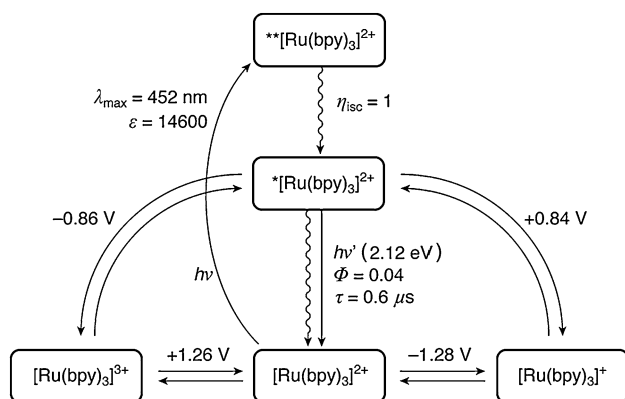 **[Ru(bpy)₃]²⁺
λmax = 452 nm
ε = 14600
ηisc = 1
*[Ru(bpy)₃]²⁺
−0.86 V
+0.84 V
hν
hν' (2.12 eV)
Φ = 0.04
τ = 0.6 μs
[Ru(bpy)₃]³⁺
+1.26 V
[Ru(bpy)₃]²⁺
−1.28 V
[Ru(bpy)₃]⁺